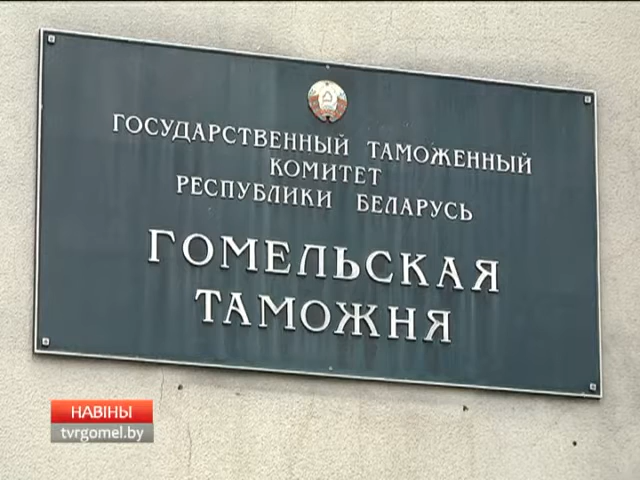 ГОСУДАРСТВЕННЫЙ ТАМОЖЕННЫЙ
КОМИТЕТ
РЕСПУБЛИКИ БЕЛАРУСЬ
ГОМЕЛЬСКАЯ
ТАМОЖНЯ
НАВІНЫ
tvrgomel.by